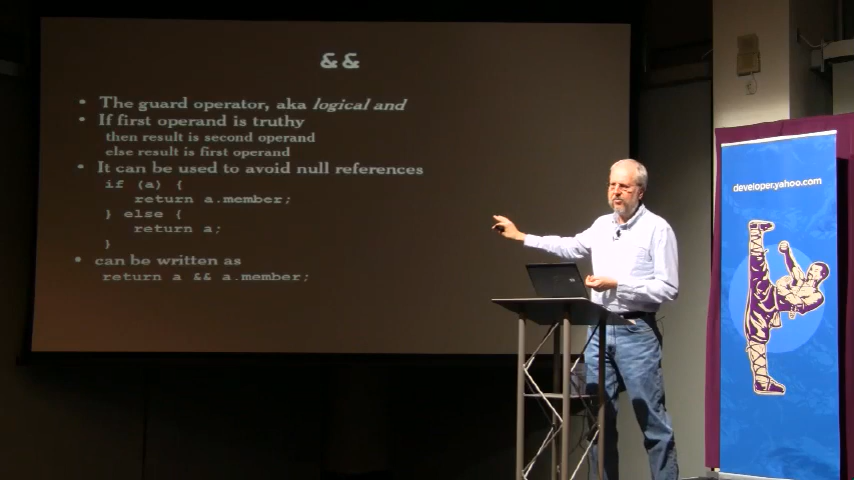 &&
• The guard operator, aka logical and
• If first operand is truthy
then result is second operand
else result is first operand
• It can be used to avoid null references
if (a) {
return a.member;
} else {
return a;
}
• can be written as
return a && a.member;
developer.yahoo.com